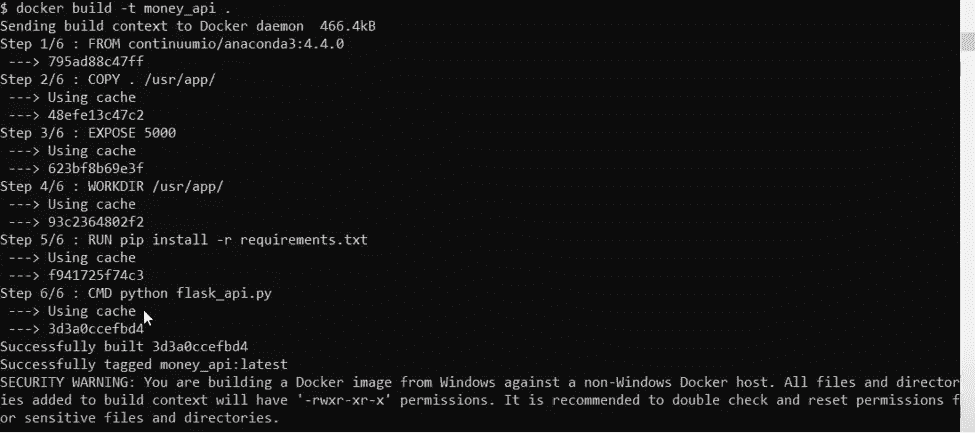 $ docker build -t money_api .
Sending build context to Docker daemon  466.4kB
Step 1/6 : FROM continuumio/anaconda3:4.4.0
 ---> 795ad88c47ff
Step 2/6 : COPY . /usr/app/
 ---> Using cache
 ---> 48efe13c47c2
Step 3/6 : EXPOSE 5000
 ---> Using cache
 ---> 623bf8b69e3f
Step 4/6 : WORKDIR /usr/app/
 ---> Using cache
 ---> 93c2364802f2
Step 5/6 : RUN pip install -r requirements.txt
 ---> Using cache
 ---> f941725f74c3
Step 6/6 : CMD python flask_api.py
 ---> Using cache
 ---> 3d3a0ccefbd4
Successfully built 3d3a0ccefbd4
Successfully tagged money_api:latest
SECURITY WARNING: You are building a Docker image from Windows against a non-Windows Docker host. All files and director
ies added to build context will have '-rwxr-xr-x' permissions. It is recommended to double check and reset permissions f
or sensitive files and directories.